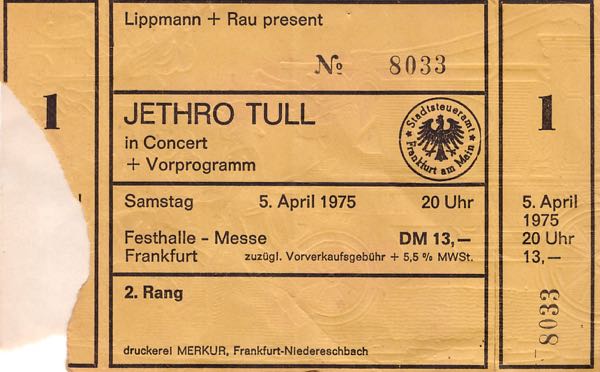 Lippmann + Rau present
№ 8033
1
JETHRO TULL
in Concert
+ Vorprogramm
Stadtsteueramt
Frankfurt am Main
1
Samstag 5. April 1975 20 Uhr
Festhalle - Messe DM 13,—
Frankfurt zuzügl. Vorverkaufsgebühr + 5,5 % MWSt.
2. Rang
druckerei MERKUR, Frankfurt-Niedereschbach
5. April
1975
20 Uhr
13,—
8033